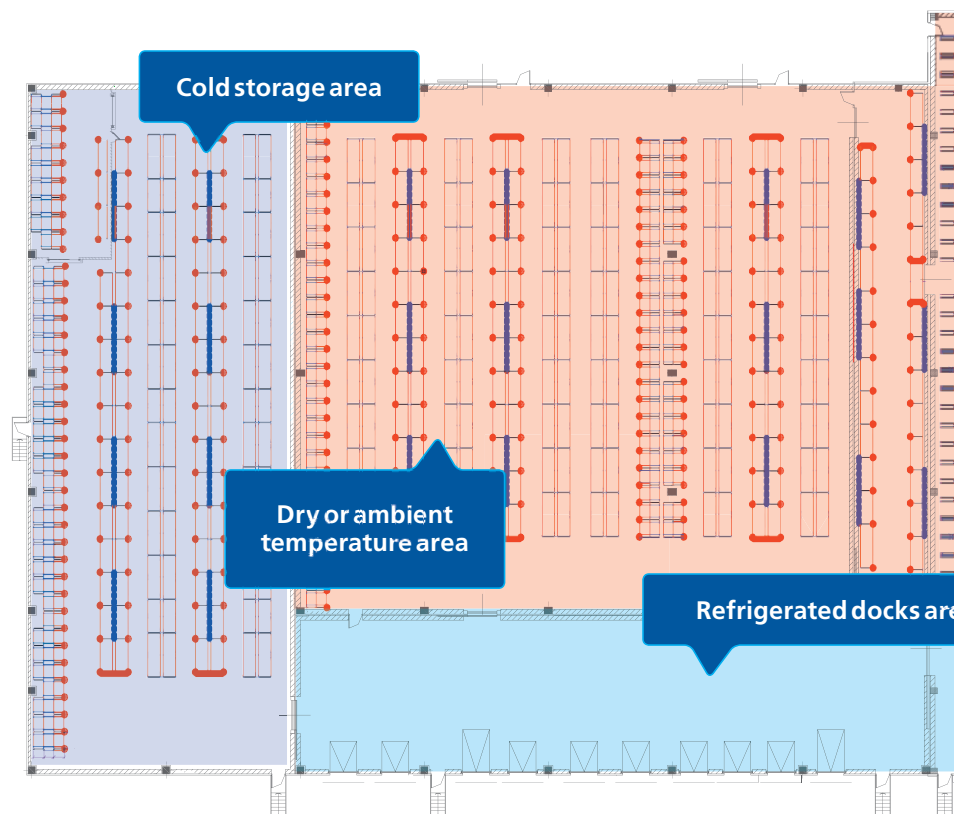 Cold storage area
Dry or ambient
temperature area
Refrigerated docks are